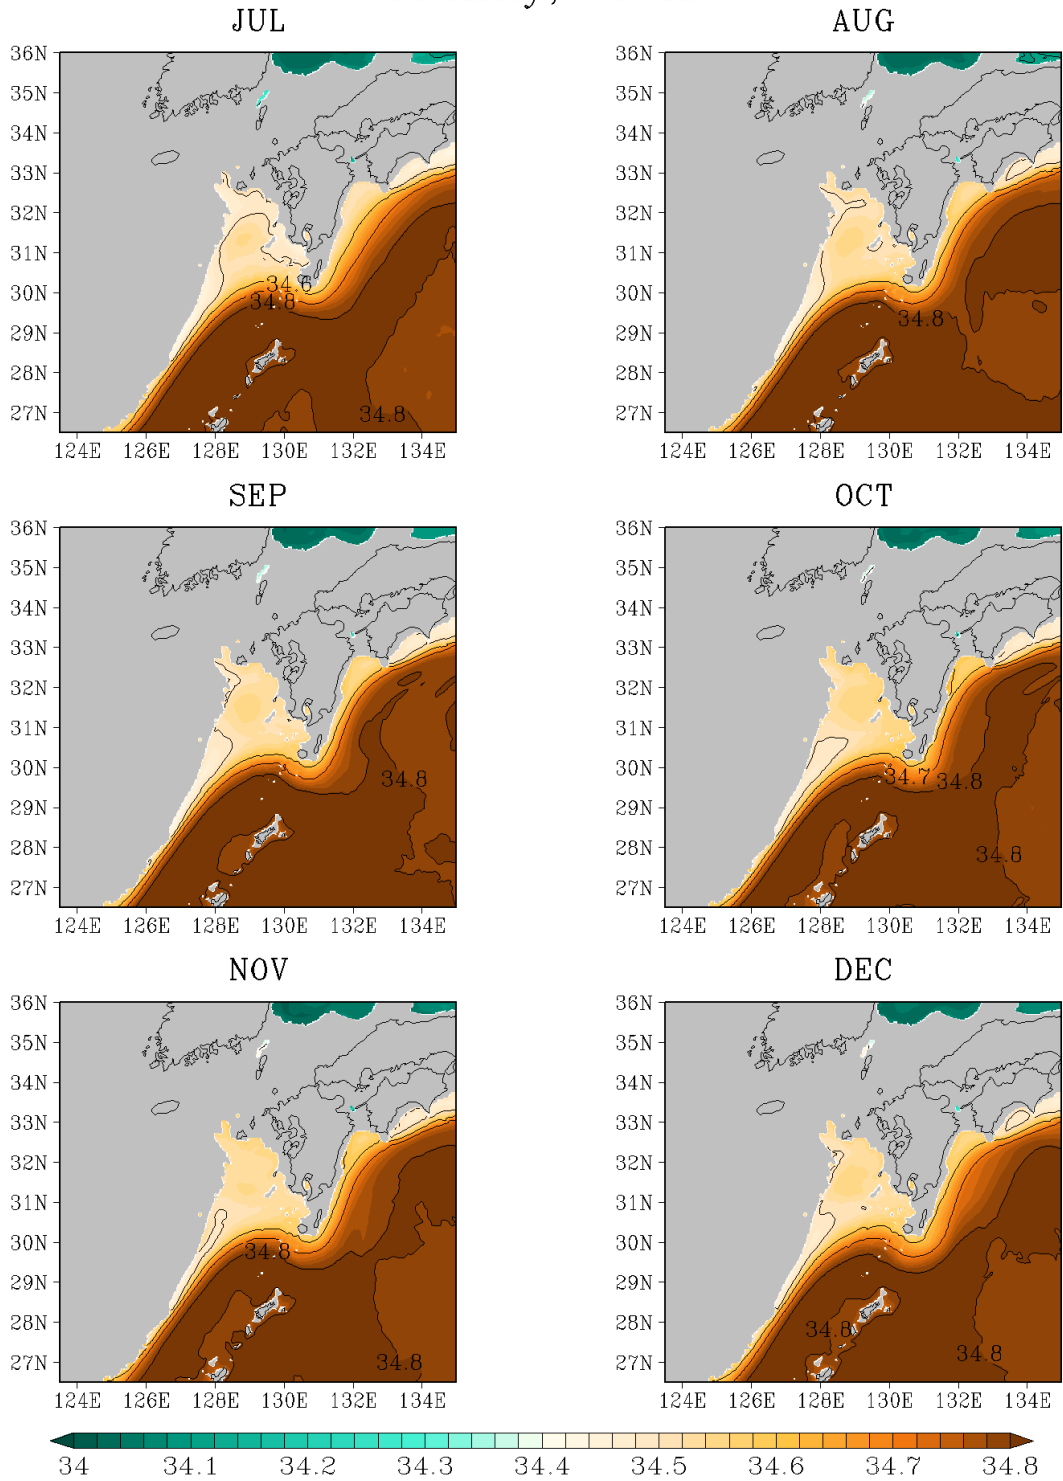 JUL AUG
36N 36N
35N 35N
34N 34N
33N 33N
32N 32N
31N 31N
34.6
30N 30N
34.8 34.8
29N 29N
28N 28N
27N 34.8 27N
124E 126E 128E 130E 132E 134E 124E 126E 128E 130E 132E 134E
SEP OCT
36N 36N
35N 35N
34N 34N
33N 33N
32N 32N
31N 31N
30N 30N
34.8 34.7 34.8
29N 29N
28N 28N
34.8
27N 27N
124E 126E 128E 130E 132E 134E 124E 126E 128E 130E 132E 134E
NOV DEC
36N 36N
35N 35N
34N 34N
33N 33N
32N 32N
31N 31N
30N 30N
34.8
29N 29N
28N 28N
34.8
34.8
27N 34.8 27N
124E 126E 128E 130E 132E 134E 124E 126E 128E 130E 132E 134E
34 34.1 34.2 34.3 34.4 34.5 34.6 34.7 34.8